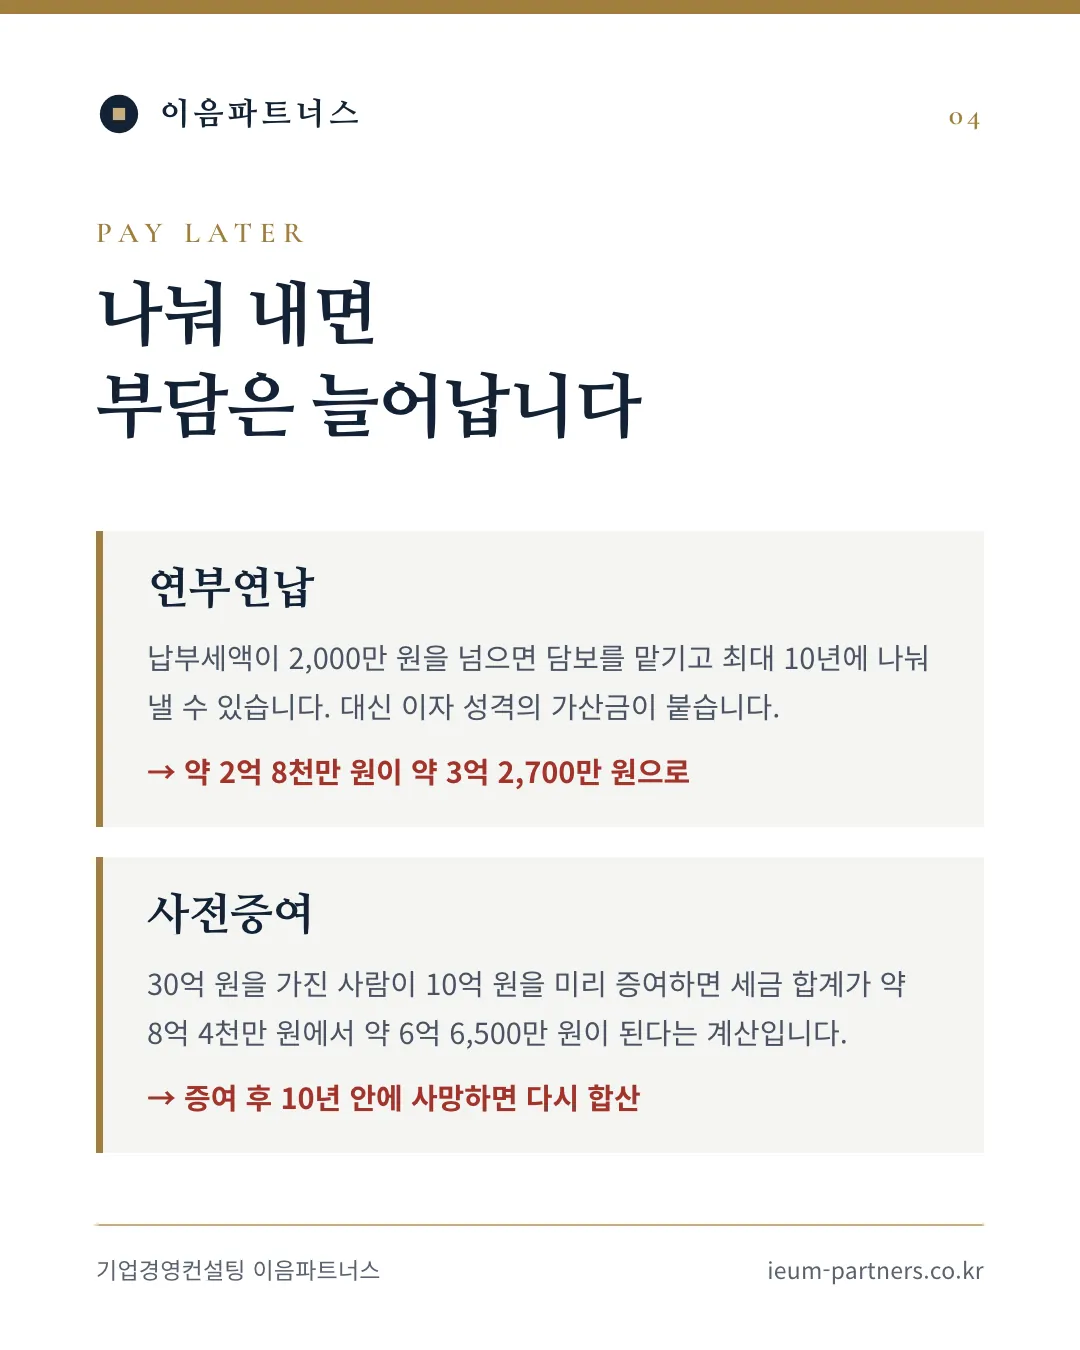 이음파트너스
04
PAY LATER
나눠 내면
부담은 늘어납니다
연부연납
납부세액이 2,000만 원을 넘으면 담보를 맡기고 최대 10년에 나눠
낼 수 있습니다. 대신 이자 성격의 가산금이 붙습니다.
→ 약 2억 8천만 원이 약 3억 2,700만 원으로
사전증여
30억 원을 가진 사람이 10억 원을 미리 증여하면 세금 합계가 약
8억 4천만 원에서 약 6억 6,500만 원이 된다는 계산입니다.
→ 증여 후 10년 안에 사망하면 다시 합산
기업경영컨설팅 이음파트너스
ieum-partners.co.kr